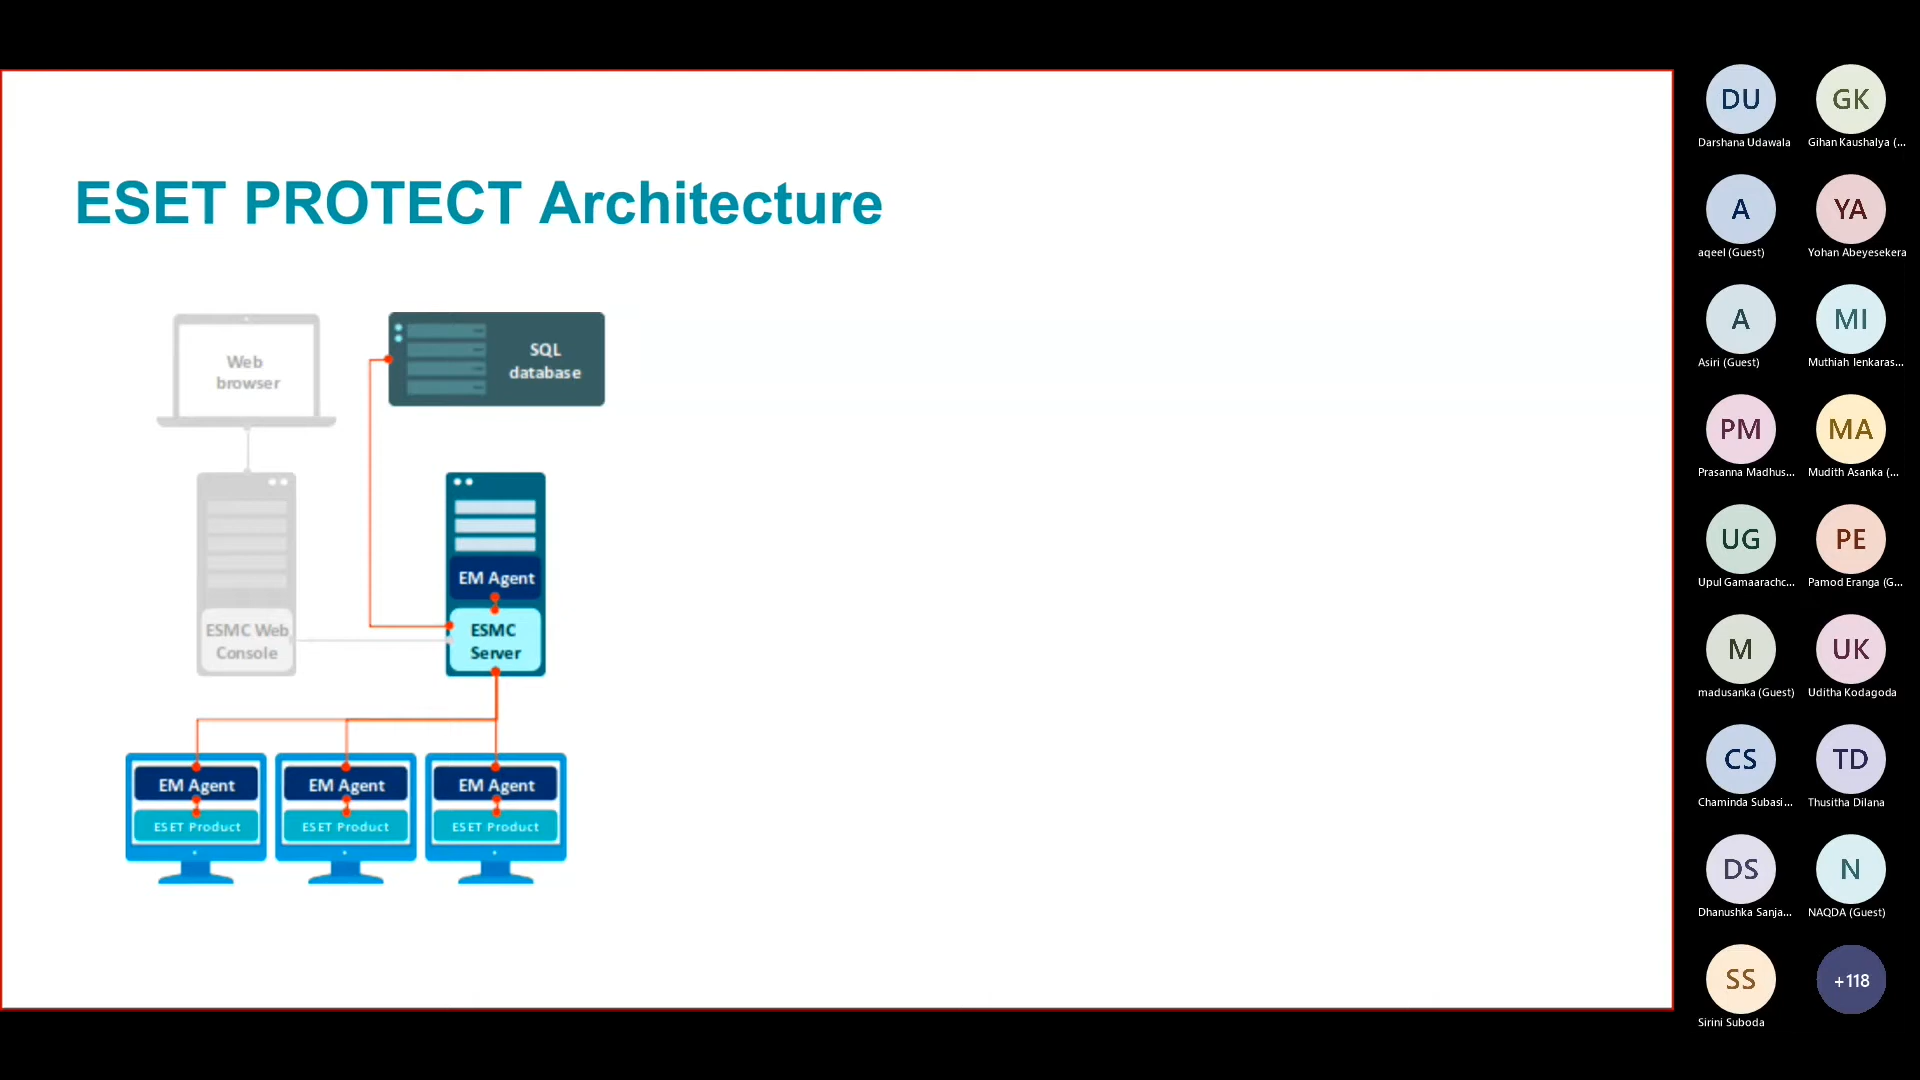 ESET PROTECT Architecture
Web
browser
SQL
database
EM Agent
ESMC Web
Console
ESMC
Server
EM Agent
EM Agent
EM Agent
ESET Product
ESET Product
ESET Product
DU
GK
Darshana Udawala
Gihan Kaushalya (...
A
YA
aqeel (Guest)
Yohan Abeyesekera
A
MI
Asiri (Guest)
Muthiah Ienkaras...
PM
MA
Prasanna Madhus...
Mudith Asanka (...
UG
PE
Upul Gamaarachc...
Pamod Eranga (G...
M
UK
madusanka (Guest)
Uditha Kodagoda
CS
TD
Chaminda Subasi...
Thusitha Dilana
DS
N
Dhanushka Sanja...
NAQDA (Guest)
SS
+118
Sirini Suboda